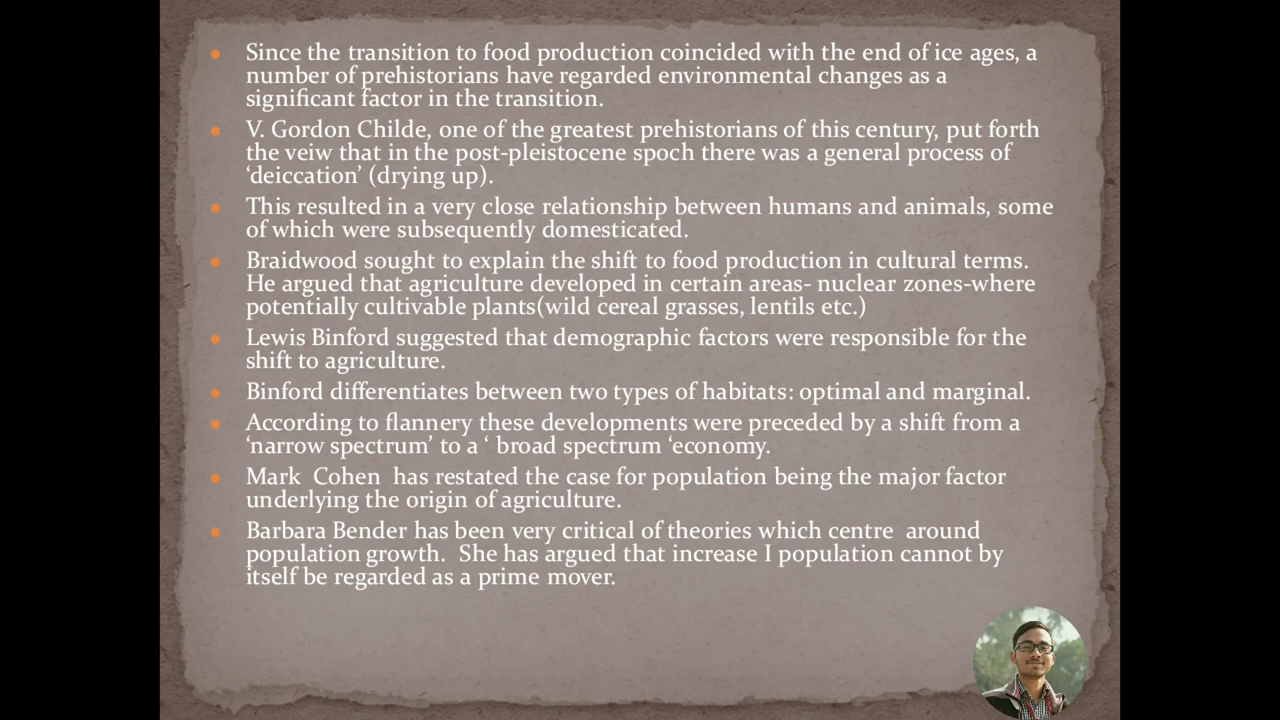 Since the transition to food production coincided with the end of ice ages, a
number of prehistorians have regarded environmental changes as a
significant factor in the transition.
V. Gordon Childe, one of the greatest prehistorians of this century, put forth
the veiw that in the post-pleistocene spoch there was a general process of
‘deiccation’ (drying up).
This resulted in a very close relationship between humans and animals, some
of which were subsequently domesticated.
Braidwood sought to explain the shift to food production in cultural terms.
He argued that agriculture developed in certain areas- nuclear zones-where
potentially cultivable plants(wild cereal grasses, lentils etc.)
Lewis Binford suggested that demographic factors were responsible for the
shift to agriculture.
Binford differentiates between two types of habitats: optimal and marginal.
According to flannery these developments were preceded by a shift from a
‘narrow spectrum’ to a ‘ broad spectrum ‘economy.
Mark  Cohen  has restated the case for population being the major factor
underlying the origin of agriculture.
Barbara Bender has been very critical of theories which centre  around
population growth.  She has argued that increase I population cannot by
itself be regarded as a prime mover.